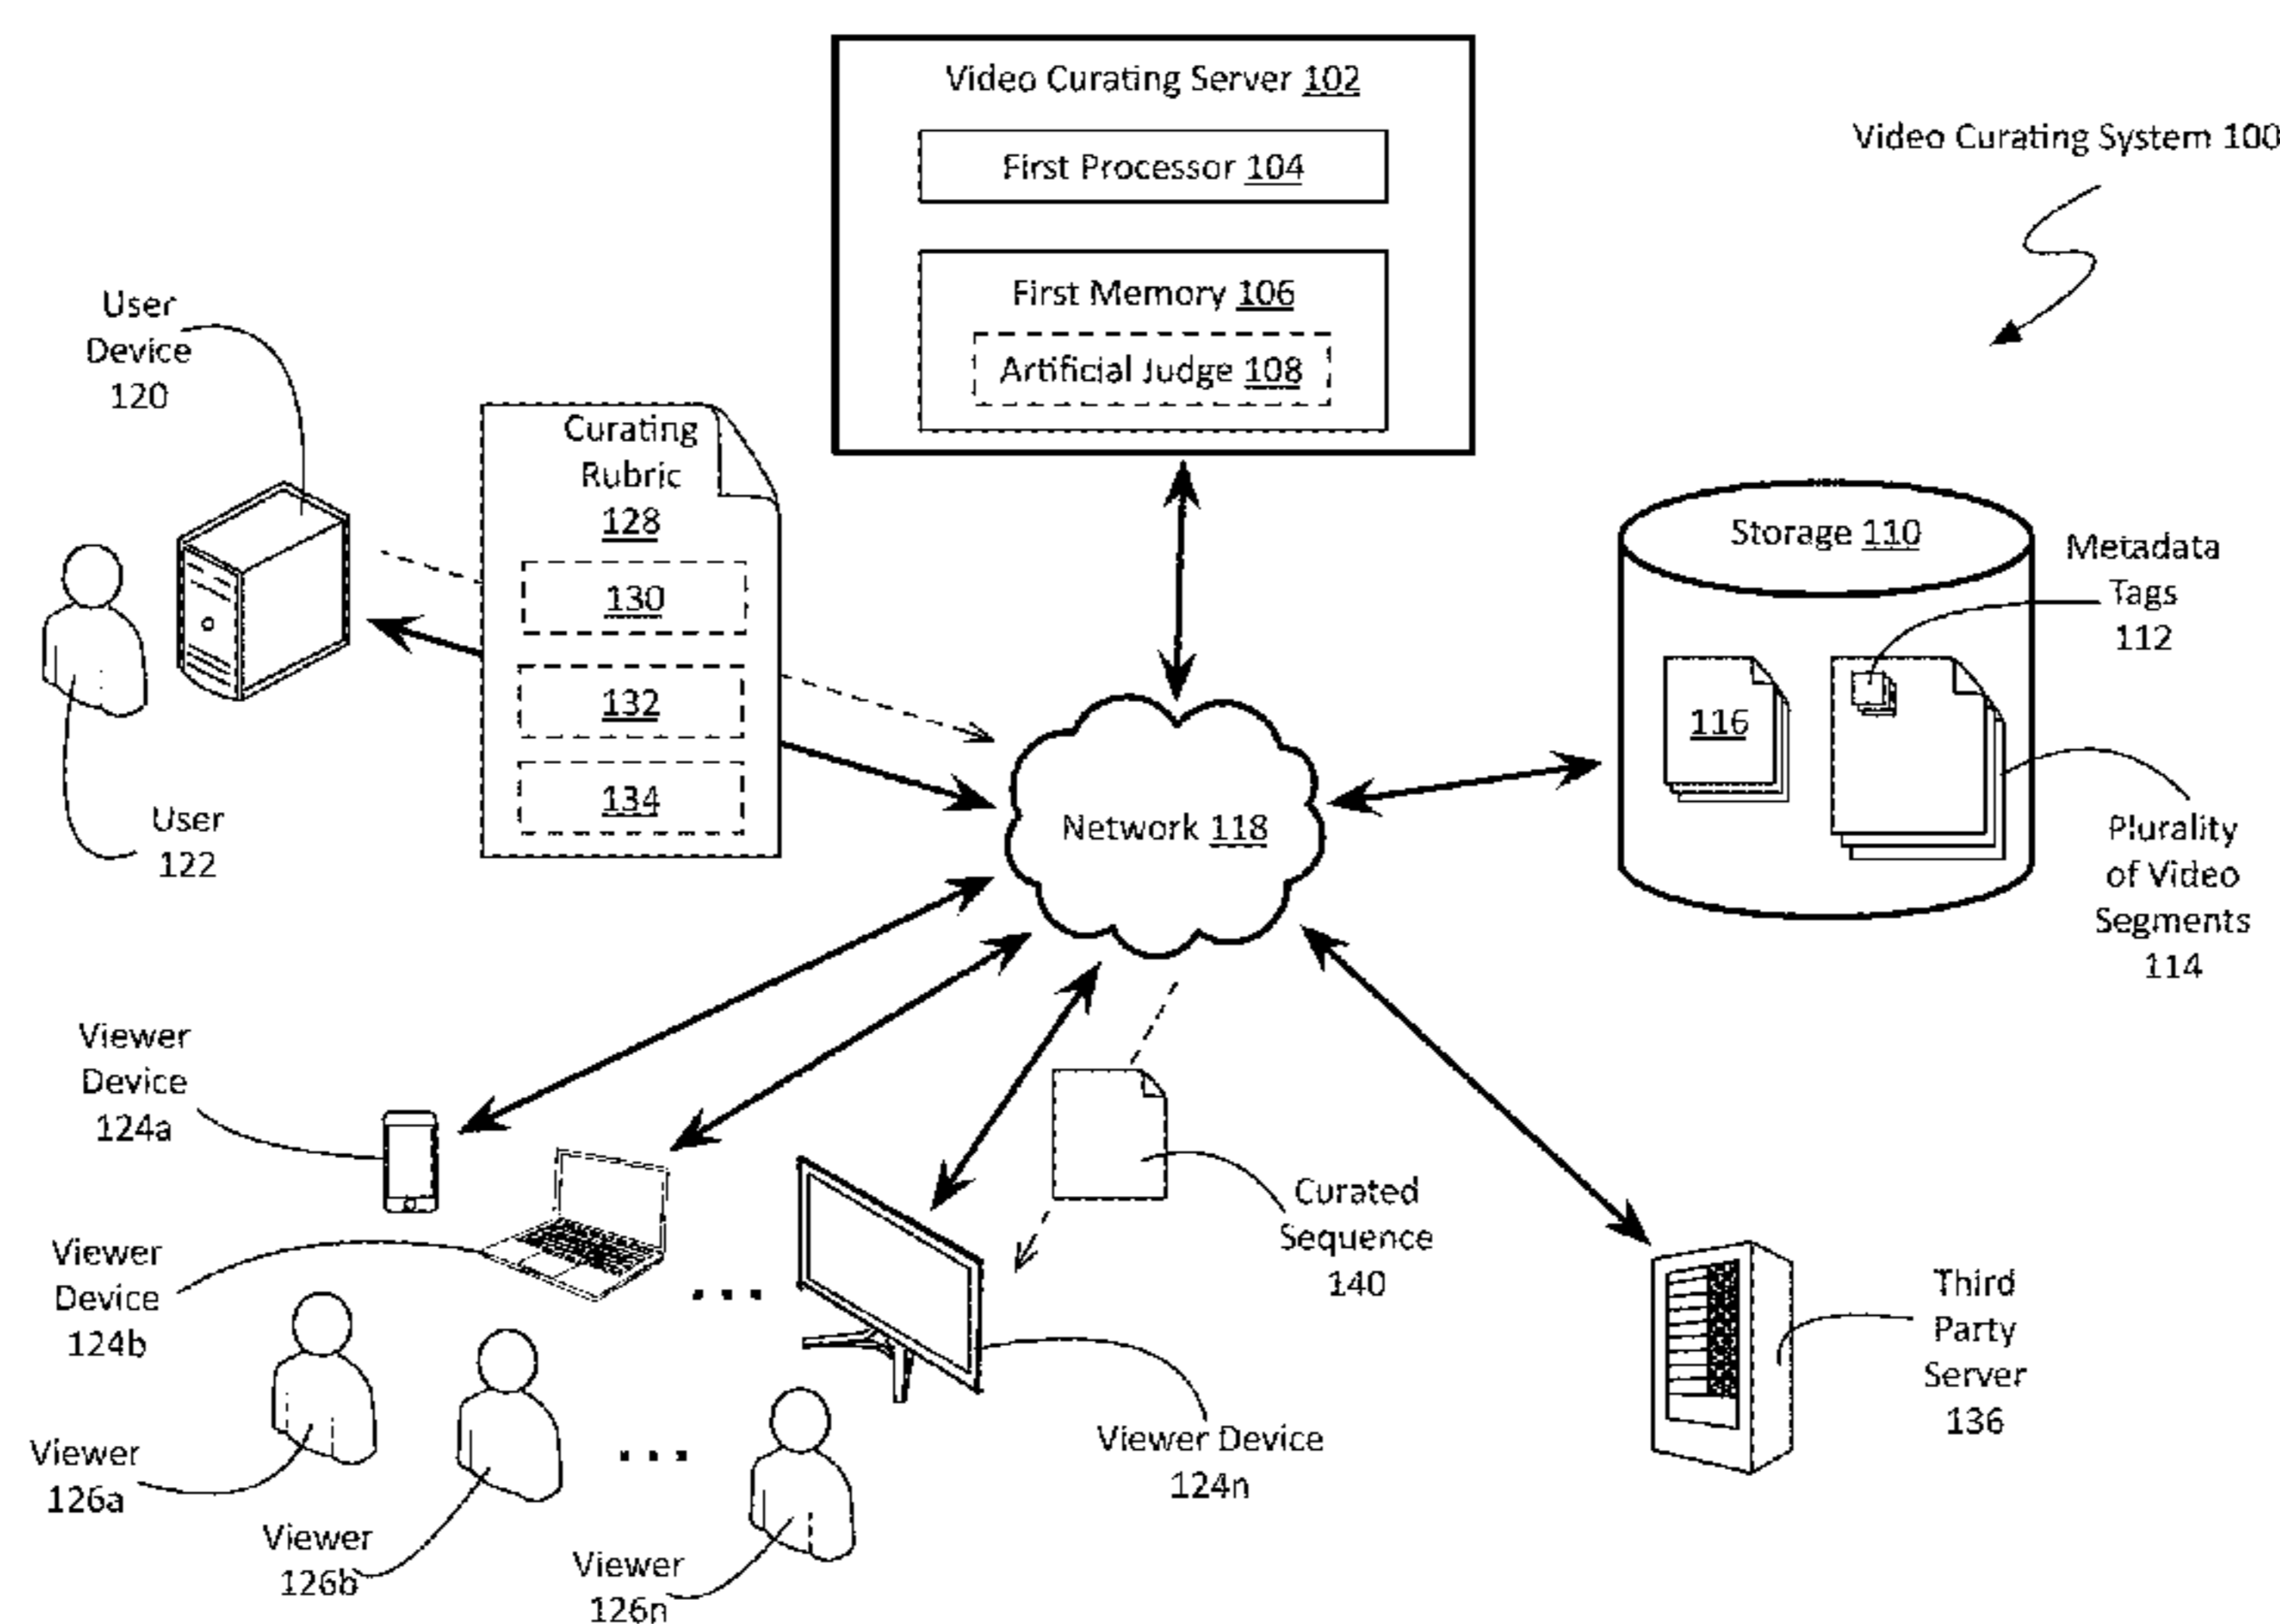 Video Curating Server 102
First Processor 104
First Memory 106
Artificial Judge 108
Video Curating System 100
User
Device
120
Curating
Rubric
128
130
132
134
User
122
Storage 110
Metadata
Tags
112
116
Plurality
of Video
Segments
114
Network 118
Viewer
Device
124a
Viewer
Device
124b
Curated
Sequence
140
Viewer Device
124n
Third
Party
Server
136
Viewer
126a
Viewer
126b
Viewer
126n